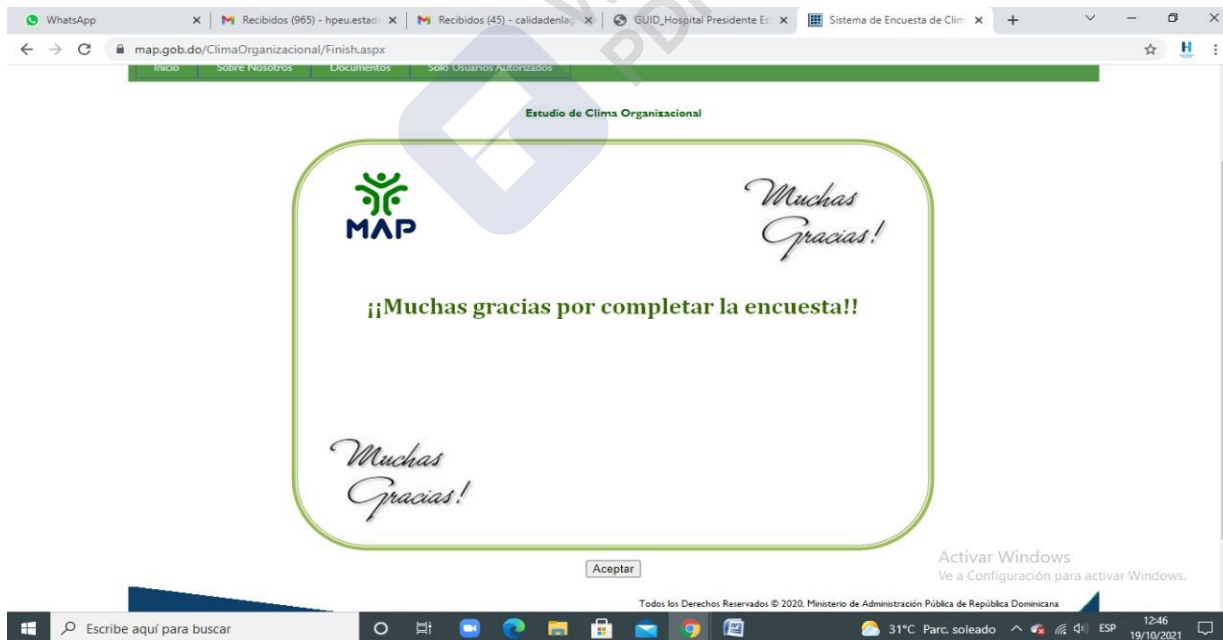 WhatsApp
Recibidos (965) - hpeu.estad
Recibidos (45) - calidadenlag
GUID_Hospital Presidente Es
Sistema de Encuesta de Clim
map.gob.do/ClimaOrganizacional/Finish.aspx
Inicio Sobre Nosotros Documentos Solo Usuarios Autorizados
Estudio de Clima Organizacional
MAP
Muchas
Gracias!
¡¡Muchas gracias por completar la encuesta!!
Muchas
Gracias!
Aceptar
Activar Windows
Ve a Configuración para activar Windows.
Todos los Derechos Reservados © 2020, Ministerio de Administración Pública de República Dominicana
Escribe aquí para buscar
31°C Parc. soleado
ESP
12:46
19/10/2021